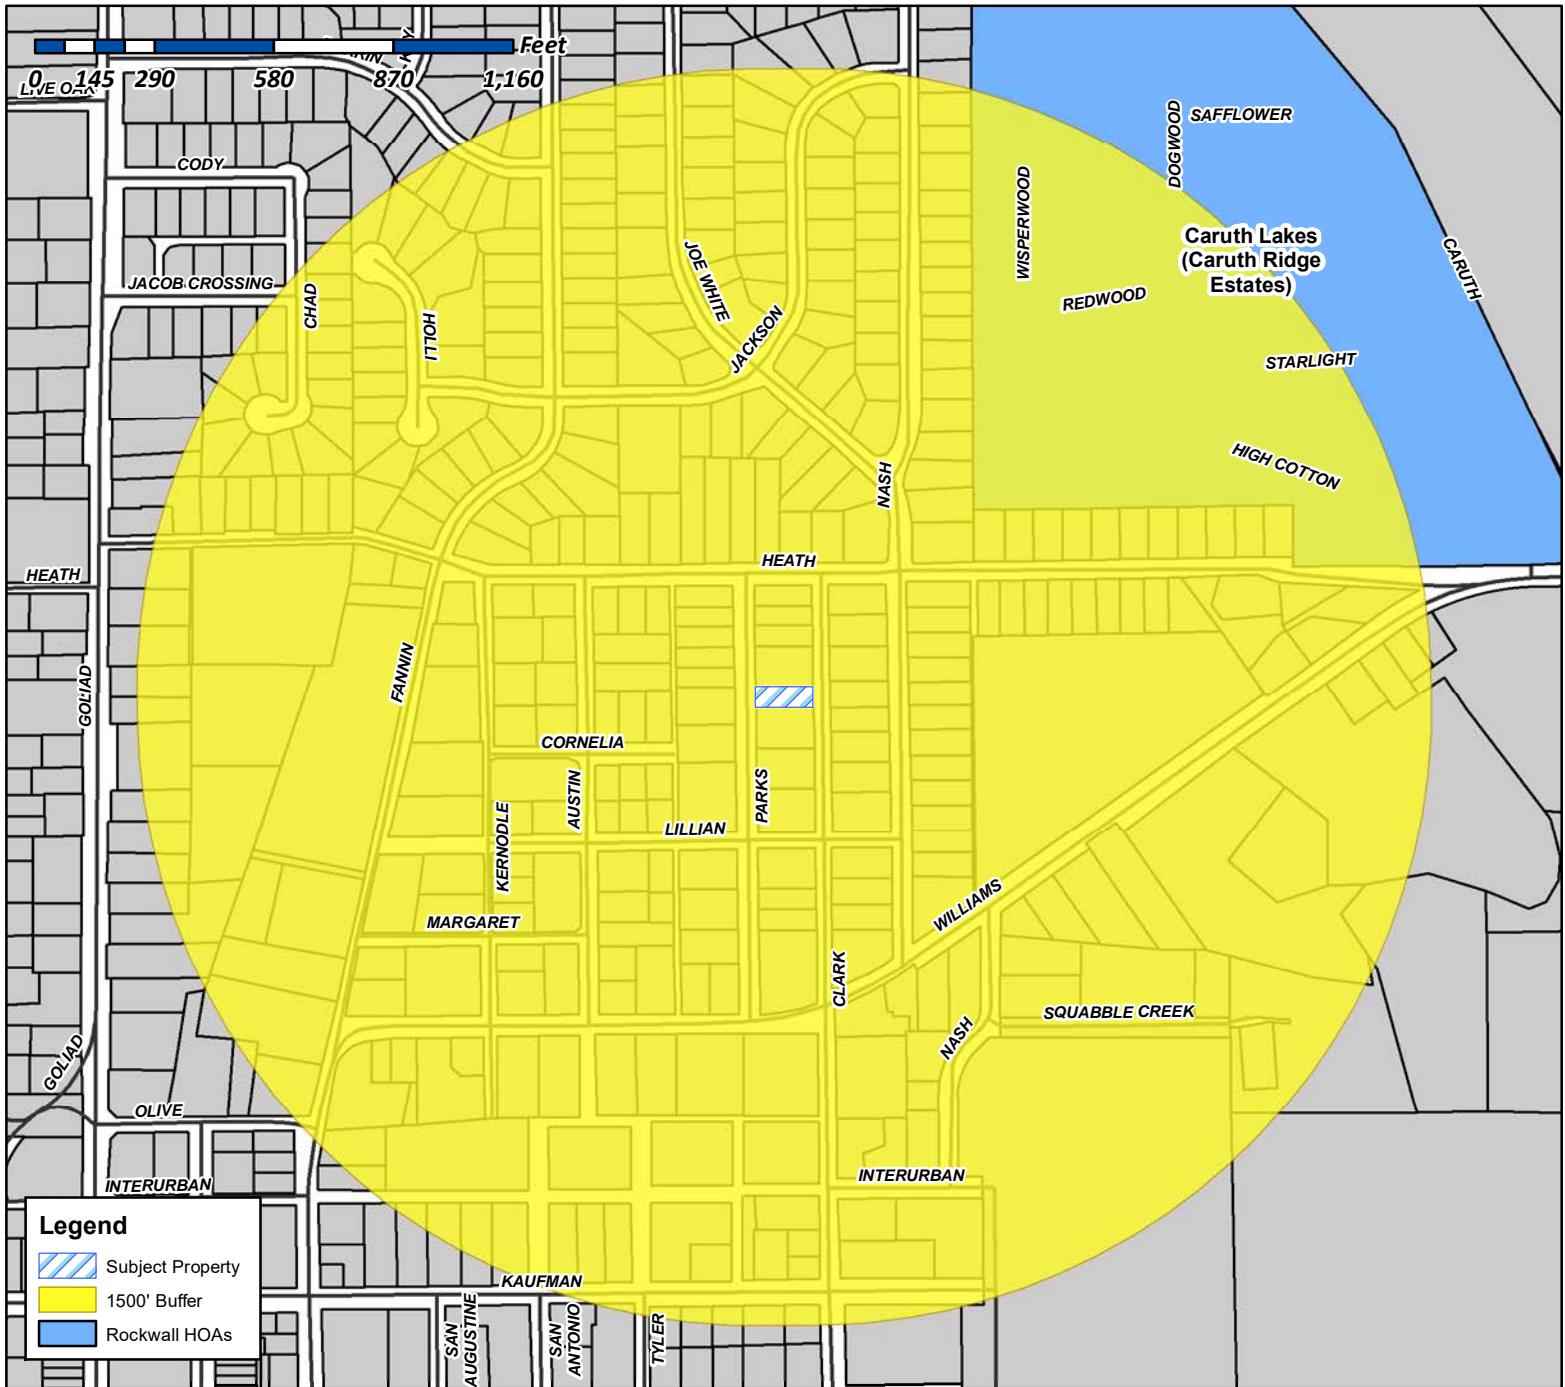 Feet
0 145 290 580 870 1,160
LIVE OAK
SAFFLOWER
DOGWOOD
CODY
WISPERWOOD
Caruth Lakes
(Caruth Ridge
Estates)
CARUTH
JOE WHITE
JACOB CROSSING
CHAD
HOLLI
JACKSON
REDWOOD
STARLIGHT
HIGH COTTON
NASH
HEATH
HEATH
GOLIAD
FANNIN
CORNELIA
AUSTIN
PARKS
KERNODLE
LILLIAN
MARGARET
WILLIAMS
CLARK
SQUABBLE CREEK
NASH
GOLIAD
OLIVE
INTERURBAN
INTERURBAN
KAUFMAN
SAN
AUGUSTINE
SAN
ANTONIO
TYLER
Legend
Subject Property
1500' Buffer
Rockwall HOAs